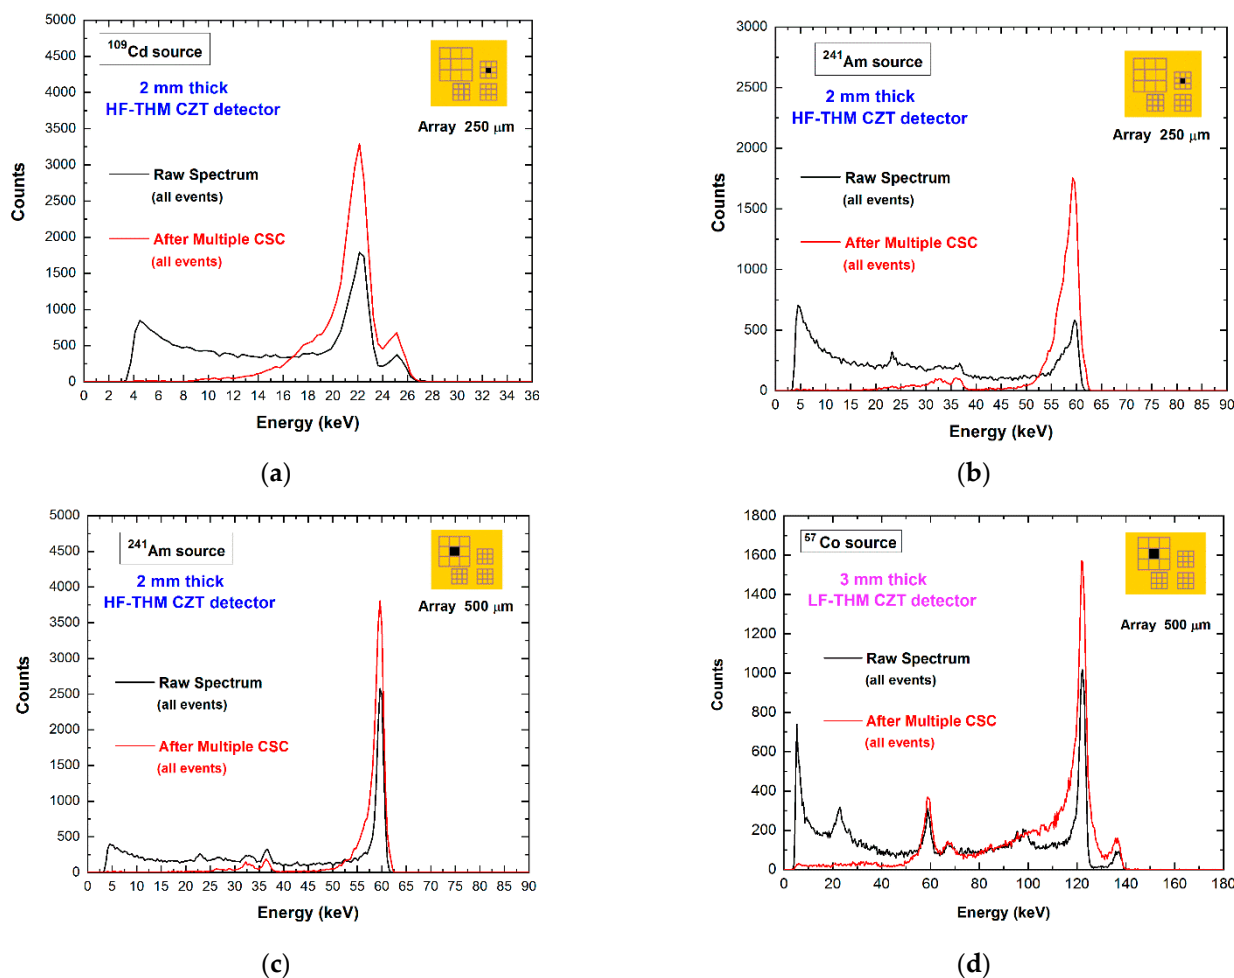 5000
4500
4000
3500
3000
2500
2000
1500
1000
500
0
Counts
109Cd source
2 mm thick
HF-THM CZT detector
Array 250 μm
Raw Spectrum
(all events)
After Multiple CSC
(all events)
0 2 4 6 8 10 12 14 16 18 20 22 24 26 28 30 32 34 36
Energy (keV)
(a)
3000
2500
2000
1500
1000
500
0
Counts
241Am source
2 mm thick
HF-THM CZT detector
Array 250 μm
Raw Spectrum
(all events)
After Multiple CSC
(all events)
0 5 10 15 20 25 30 35 40 45 50 55 60 65 70 75 80 85 90
Energy (keV)
(b)
5000
4500
4000
3500
3000
2500
2000
1500
1000
500
0
Counts
241Am source
2 mm thick
HF-THM CZT detector
Array 500 μm
Raw Spectrum
(all events)
After Multiple CSC
(all events)
0 5 10 15 20 25 30 35 40 45 50 55 60 65 70 75 80 85 90
Energy (keV)
(c)
1800
1600
1400
1200
1000
800
600
400
200
0
Counts
57Co source
3 mm thick
LF-THM CZT detector
Array 500 μm
Raw Spectrum
(all events)
After Multiple CSC
(all events)
0 20 40 60 80 100 120 140 160 180
Energy (keV)
(d)